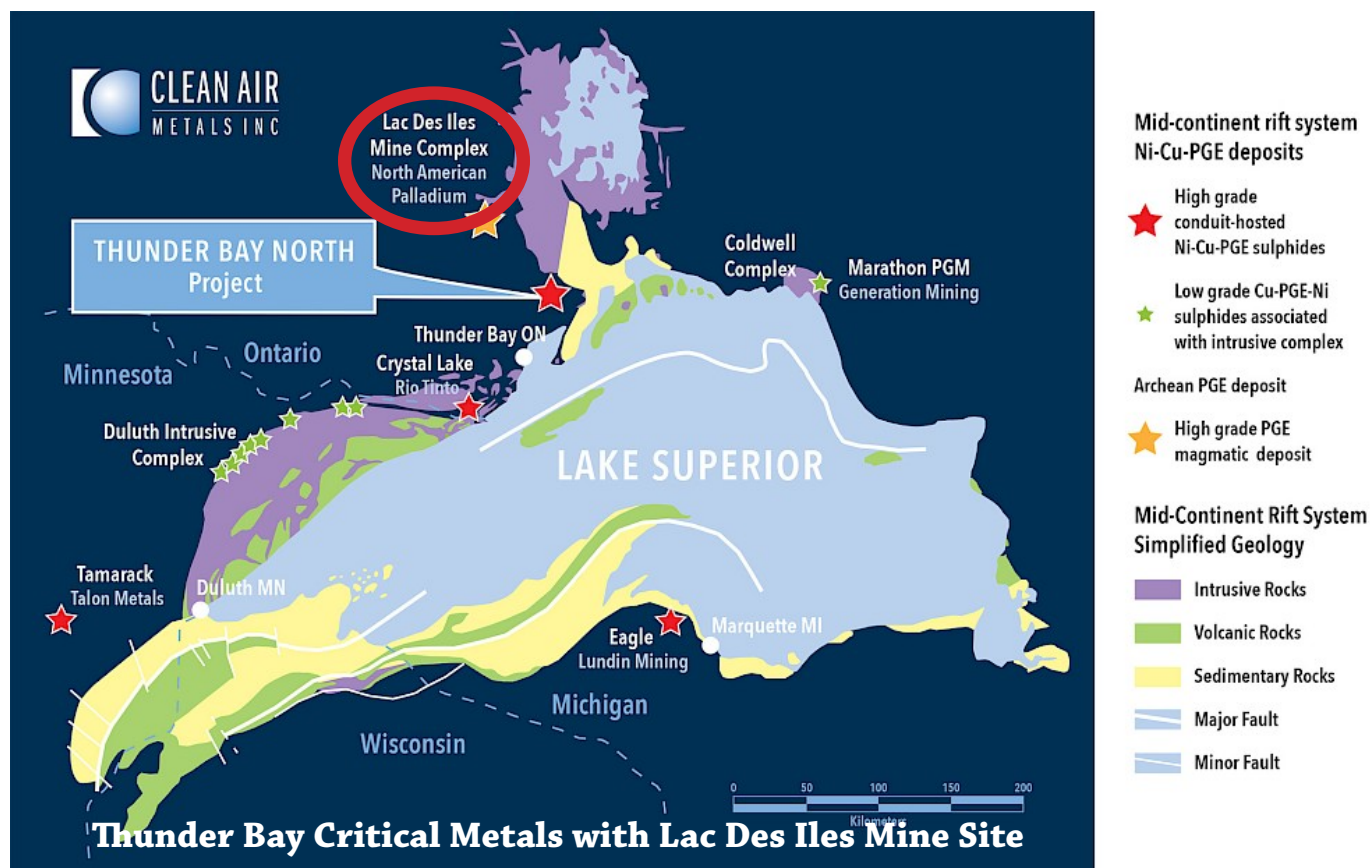 CLEAN AIR
METALS INC
Lac Des Iles
Mine Complex
North American
Palladium
THUNDER BAY NORTH
Project
Coldwell
Complex
Marathon PGM
Generation Mining
Thunder Bay ON
Ontario
Minnesota
Crystal Lake
Rio Tinto
Duluth Intrusive
Complex
LAKE SUPERIOR
Tamarack
Talon Metals
Duluth MN
Eagle
Lundin Mining
Marquette MI
Michigan
Wisconsin
0 50 100 150 200
Kilometers
Thunder Bay Critical Metals with Lac Des Iles Mine Site
Mid-continent rift system
Ni-Cu-PGE deposits
High grade
conduit-hosted
Ni-Cu-PGE sulphides
Low grade Cu-PGE-Ni
sulphides associated
with intrusive complex
Archean PGE deposit
High grade PGE
magmatic deposit
Mid-Continent Rift System
Simplified Geology
Intrusive Rocks
Volcanic Rocks
Sedimentary Rocks
Major Fault
Minor Fault